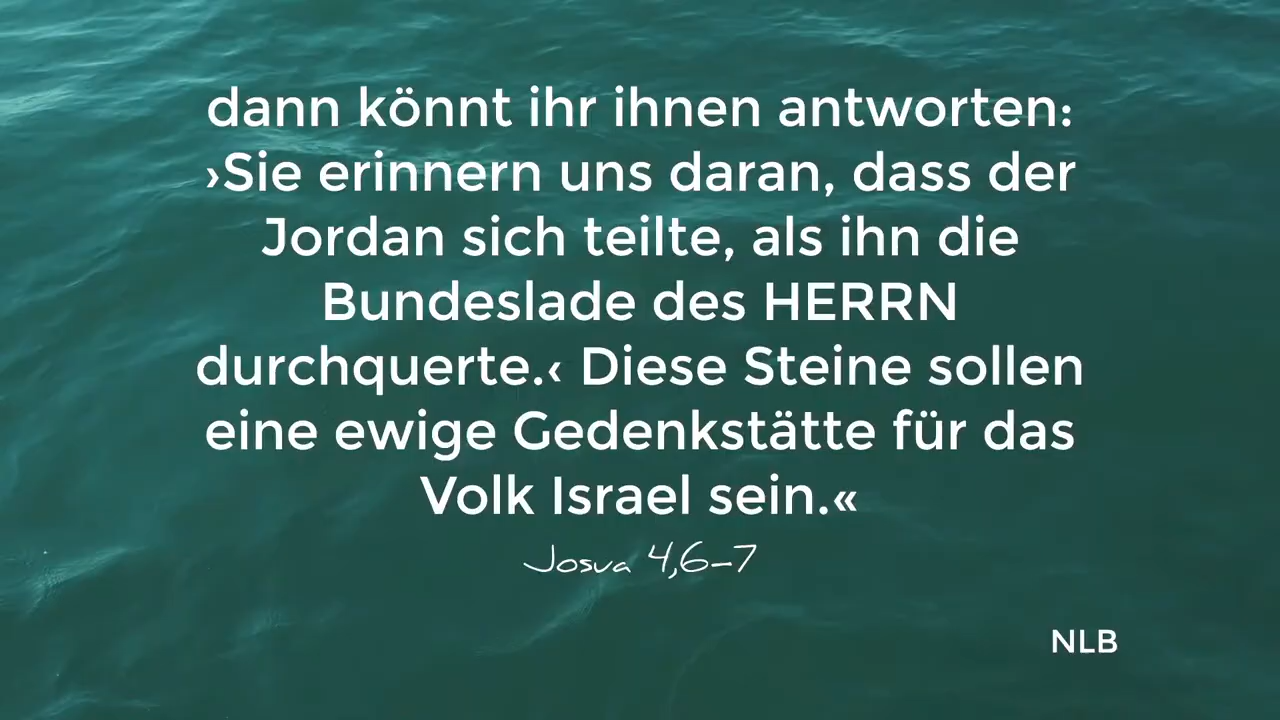 dann könnt ihr ihnen antworten:
›Sie erinnern uns daran, dass der
Jordan sich teilte, als ihn die
Bundeslade des HERRN
durchquerte.‹ Diese Steine sollen
eine ewige Gedenkstätte für das
Volk Israel sein.«
Josua 4,6–7
NLB